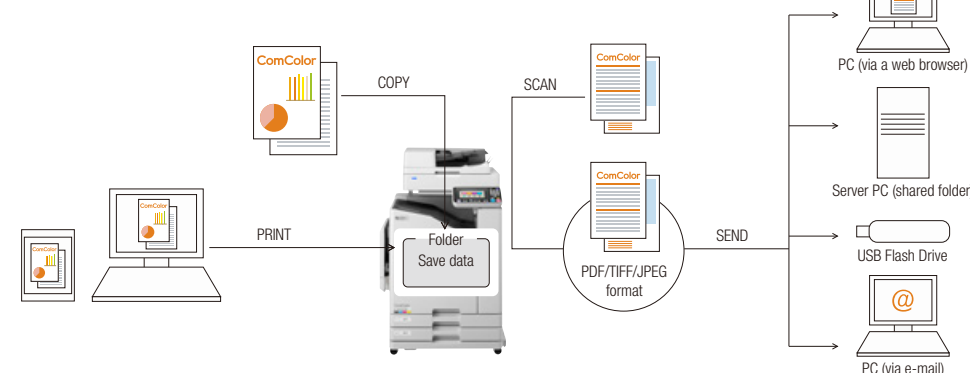 ComColor
COPY
ComColor
SCAN
PC (via a web browser)
ComColor
ComColor
ComColor
PRINT
Folder
Save data
PDF/TIFF/JPEG
format
SEND
Server PC (shared folder
USB Flash Drive
@
PC (via e-mail)